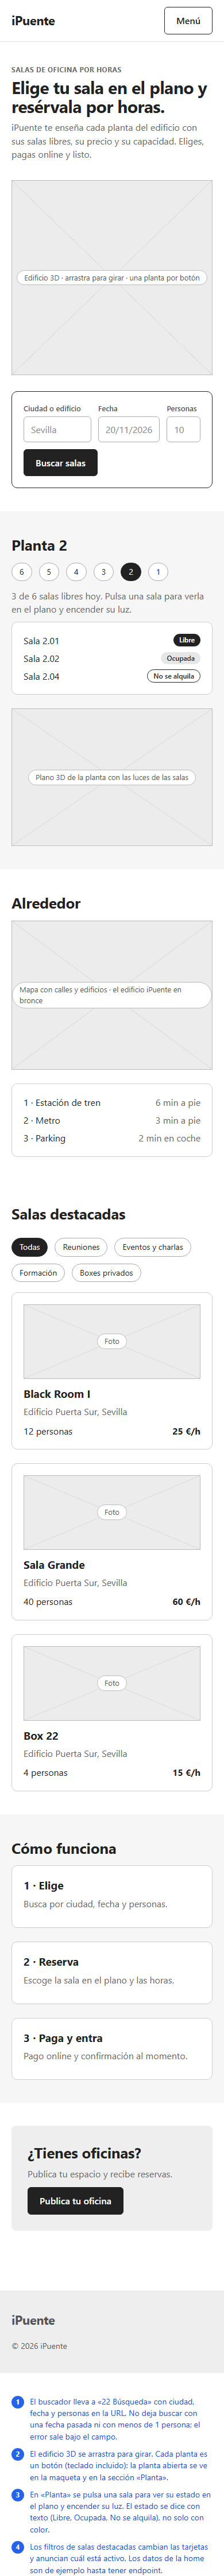 iPuente
Menú
SALAS DE OFICINA POR HORAS
Elige tu sala en el plano y
resérvala por horas.
iPuente te enseña cada planta del edificio con
sus salas libres, su precio y su capacidad. Eliges,
pagas online y listo.
Edificio 3D · arrastra para girar · una planta por botón
Ciudad o edificio
Fecha
Personas
Sevilla
20/11/2026
10
Buscar salas
Planta 2
6
5
4
3
2
1
3 de 6 salas libres hoy. Pulsa una sala para verla
en el plano y encender su luz.
Sala 2.01
Libre
Sala 2.02
Ocupada
Sala 2.04
No se alquila
Plano 3D de la planta con las luces de las salas
Alrededor
Mapa con calles y edificios · el edificio iPuente en
bronce
1 · Estación de tren
6 min a pie
2 · Metro
3 min a pie
3 · Parking
2 min en coche
Salas destacadas
Todas
Reuniones
Eventos y charlas
Formación
Boxes privados
Foto
Black Room I
Edificio Puerta Sur, Sevilla
12 personas
25 €/h
Foto
Sala Grande
Edificio Puerta Sur, Sevilla
40 personas
60 €/h
Foto
Box 22
Edificio Puerta Sur, Sevilla
4 personas
15 €/h
Cómo funciona
1 · Elige
Busca por ciudad, fecha y personas.
2 · Reserva
Escoge la sala en el plano y las horas.
3 · Paga y entra
Pago online y confirmación al momento.
¿Tienes oficinas?
Publica tu espacio y recibe reservas.
Publica tu oficina
iPuente
© 2026 iPuente
1 El buscador lleva a «22 Búsqueda» con ciudad,
fecha y personas en la URL. No deja buscar con
una fecha pasada ni con menos de 1 persona; el
error sale bajo el campo.
2 El edificio 3D se arrastra para girar. Cada planta es
un botón (teclado incluido): la planta abierta se ve
en la maqueta y en la sección «Planta».
3 En «Planta» se pulsa una sala para ver su estado en
el plano y encender su luz. El estado se dice con
texto (Libre, Ocupada, No se alquila), no solo con
color.
4 Los filtros de salas destacadas cambian las tarjetas
y anuncian cuál está activo. Los datos de la home
son de ejemplo hasta tener endpoint.